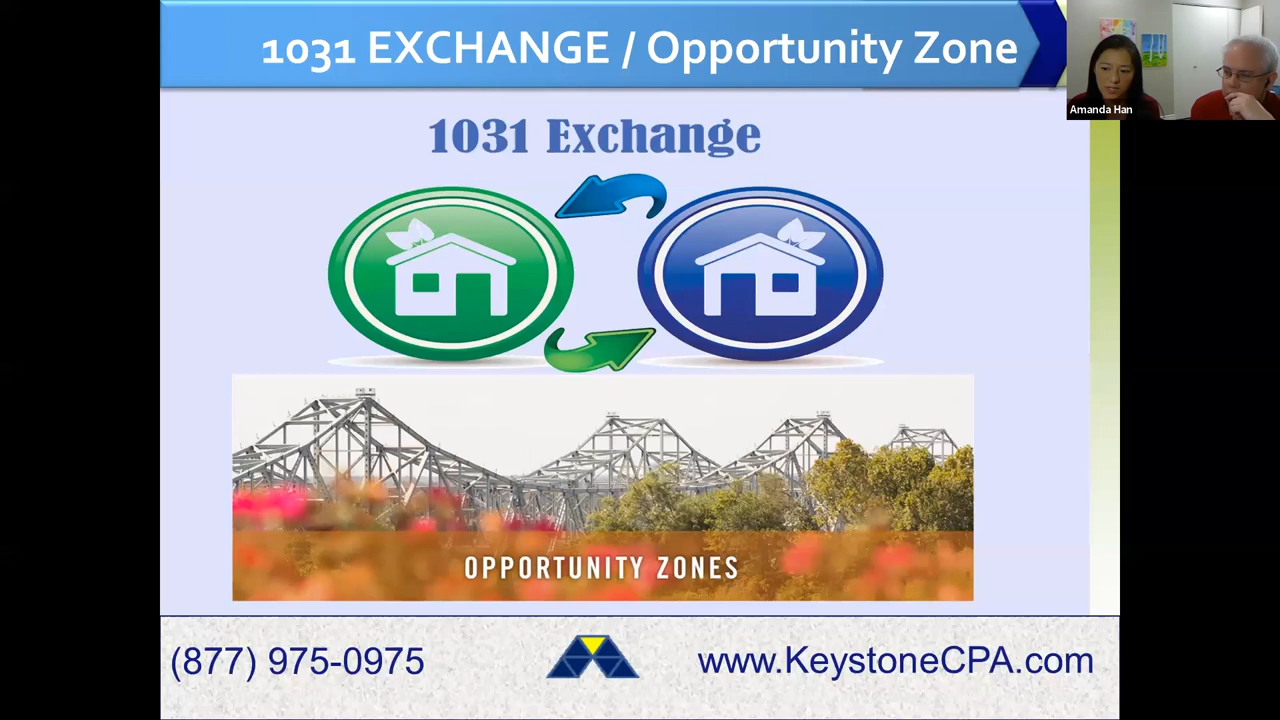 1031 EXCHANGE / Opportunity Zone
Amanda Han
1031 Exchange
OPPORTUNITY ZONES
(877) 975-0975
www.KeystoneCPA.com